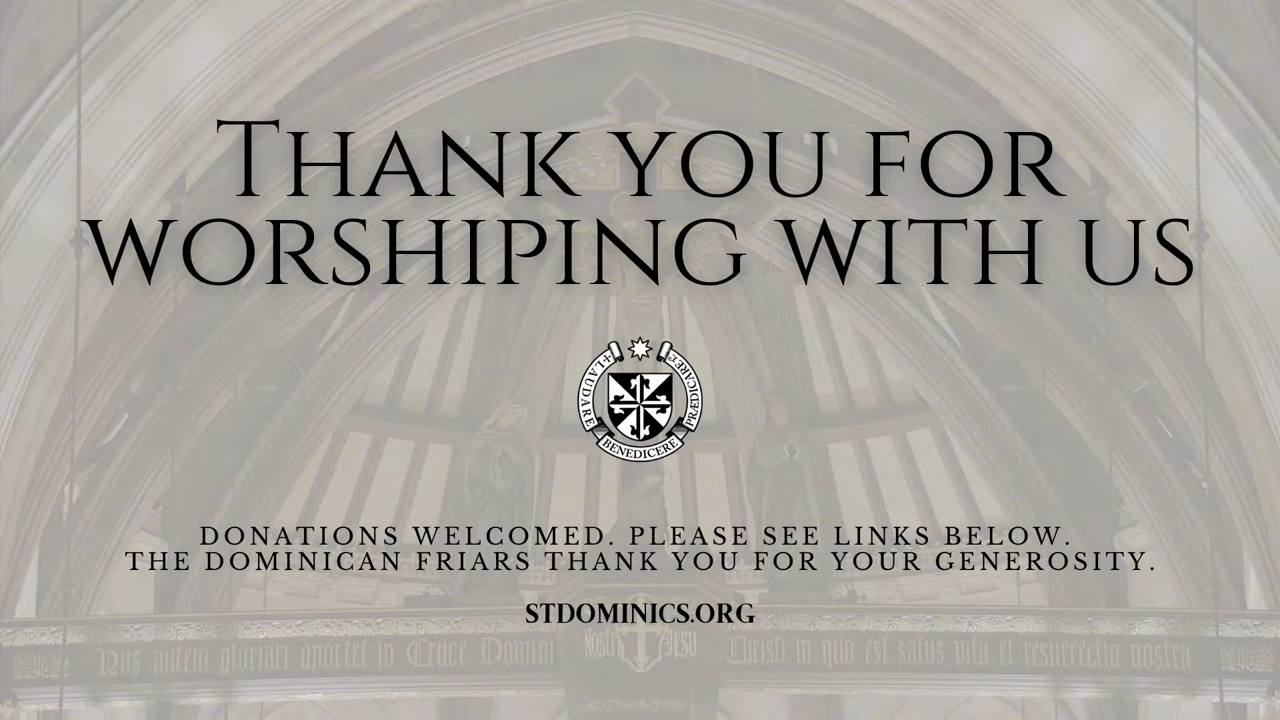 THANK YOU FOR
WORSHIPING WITH US
LAUDARE
BENEDICERE
PRÆDICARE
DONATIONS WELCOMED. PLEASE SEE LINKS BELOW.
THE DOMINICAN FRIARS THANK YOU FOR YOUR GENEROSITY.
STDOMINICS.ORG
Nos autem gloriari oportet in Cruce Domini Nostri JESU Christi in quo est salus vita et resurrectio nostra